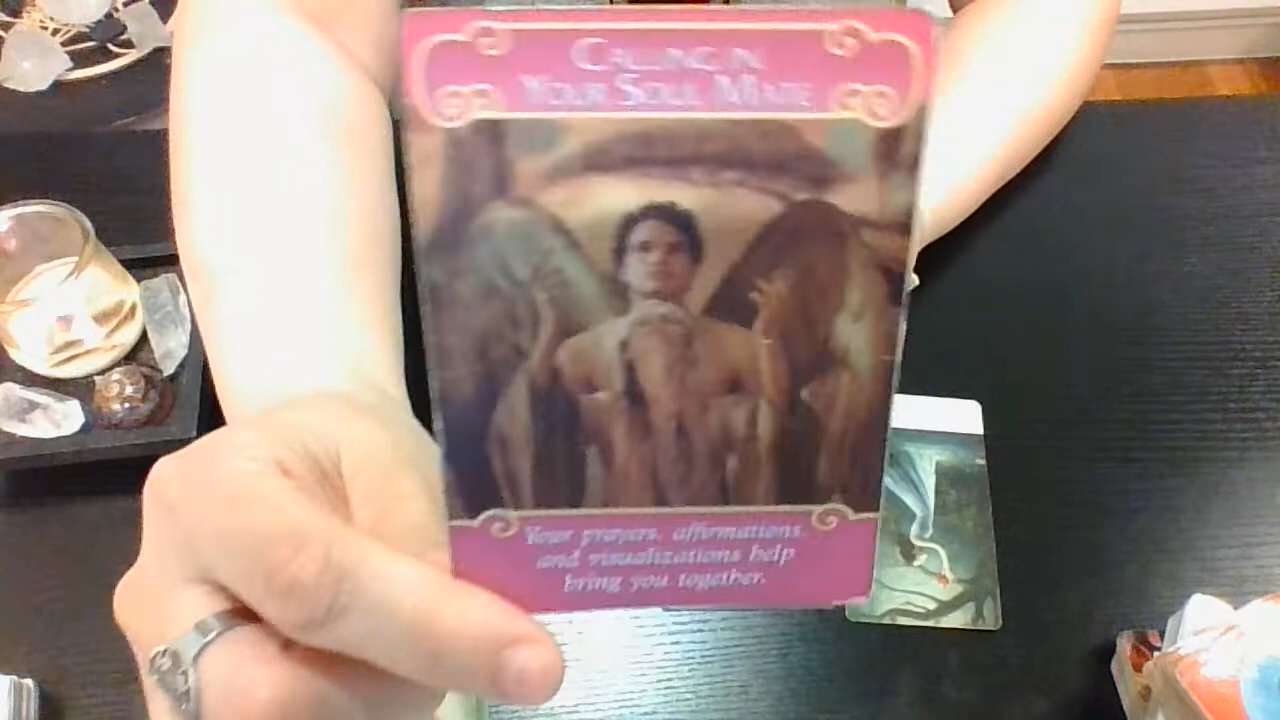 CALLING IN
YOUR SOUL MATE
Your prayers, affirmations,
and visualizations help
bring you together.